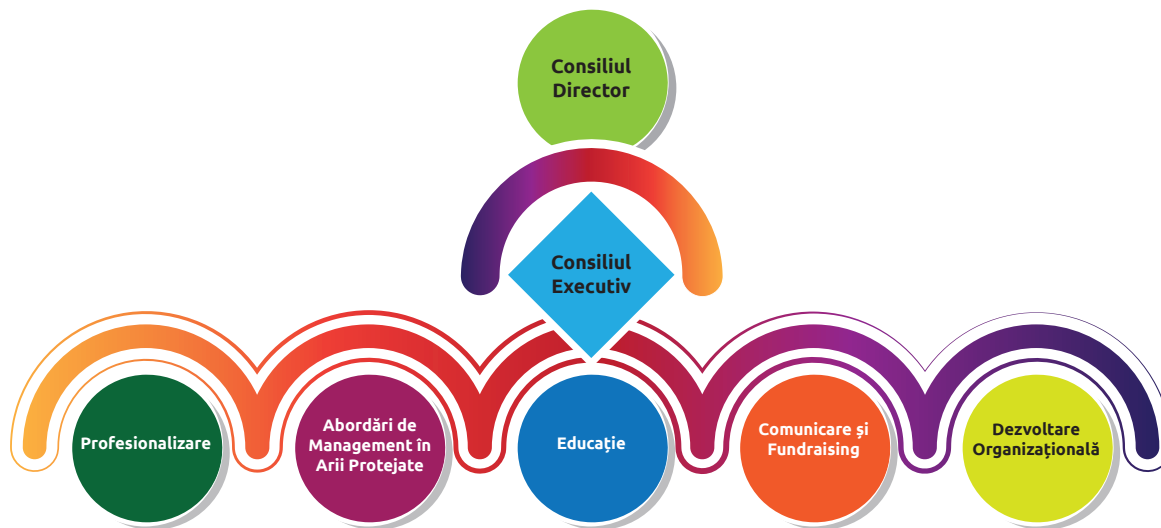 Consiliul
Director
Consiliul
Executiv
Profesionalizare
Abordări de
Management în
Arii Protejate
Educație
Comunicare și
Fundraising
Dezvoltare
Organizațională